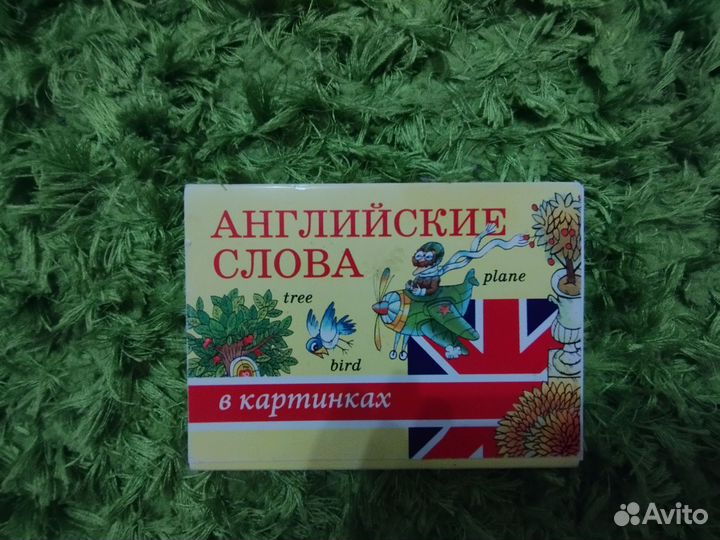 АНГЛИЙСКИЕ
СЛОВА
plane
tree
bird
в картинках
Avito